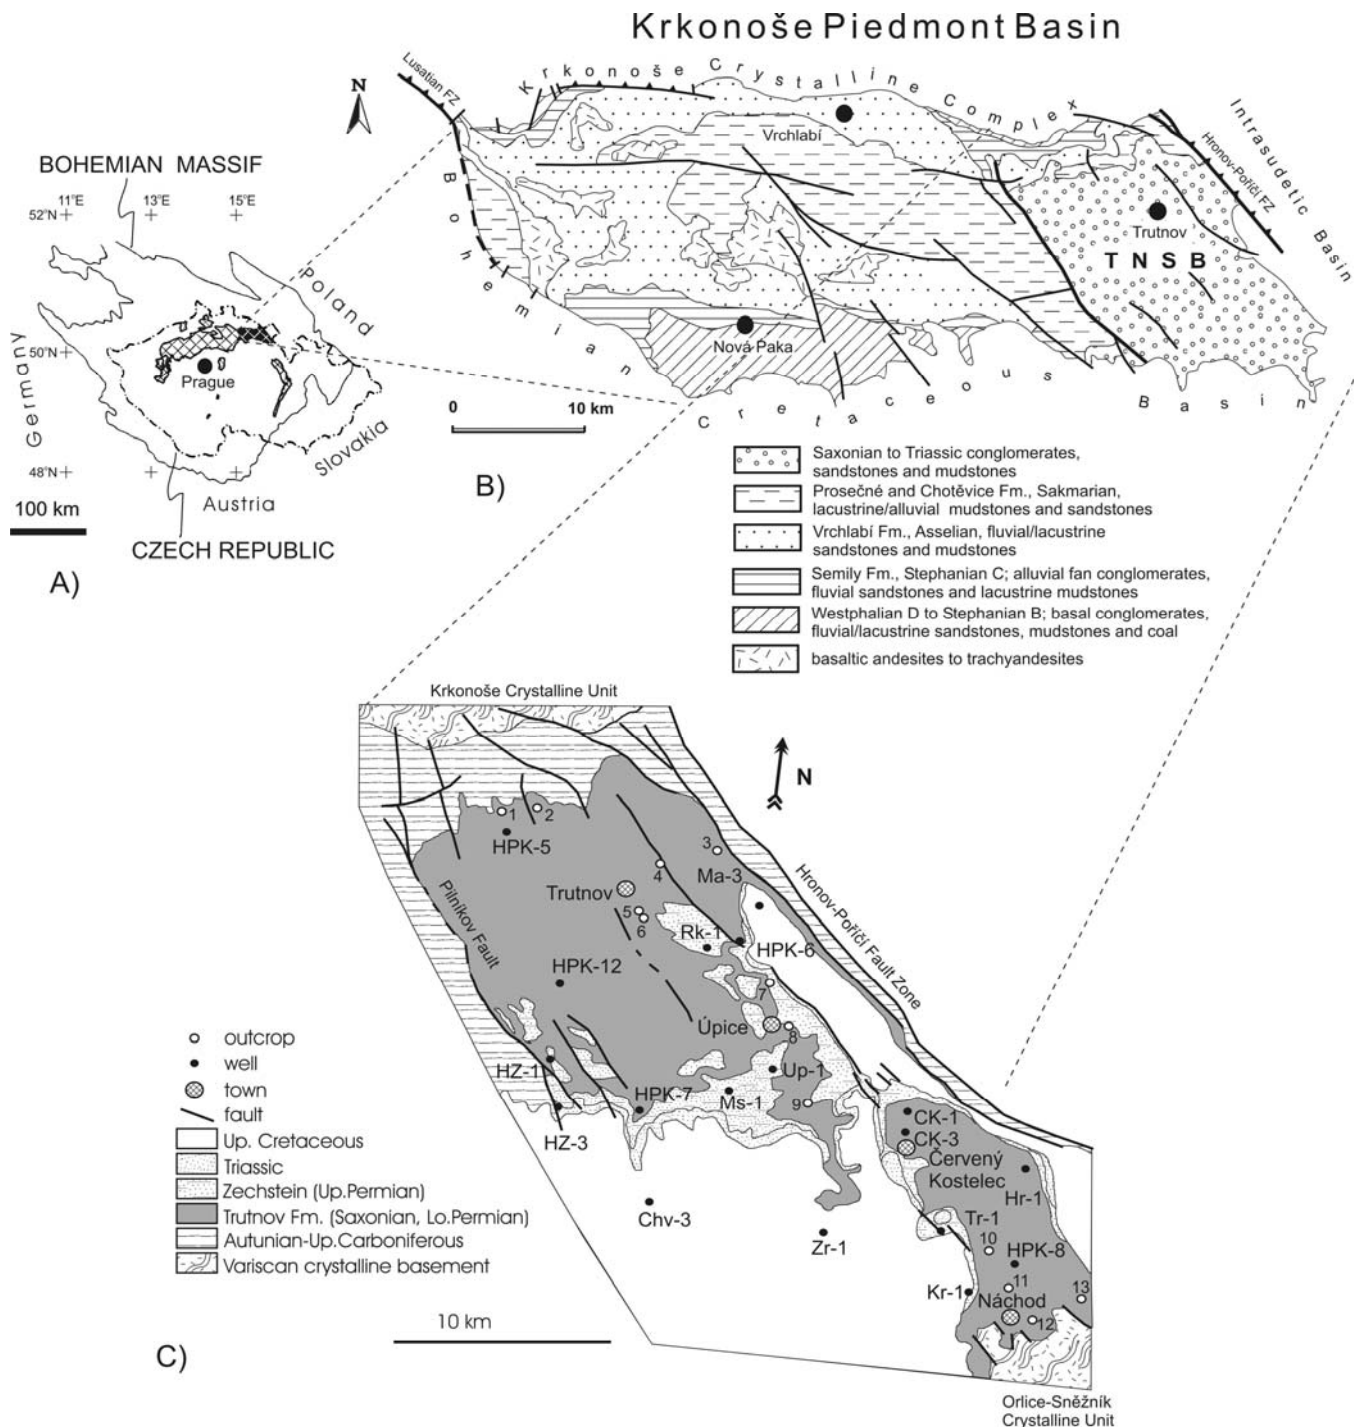 Krkonoše Piedmont Basin
A)
BOHEMIAN MASSIF
11°E
13°E
15°E
52°N
50°N
48°N
Poland
Germany
Prague
Slovakia
Austria
100 km
CZECH REPUBLIC
A)
N
Lusatian FZ
Krkonoše Crystalline Complex
Hronov-Poříčí FZ
Intrasudetic Basin
Vrchlabí
Trutnov
T N S B
Nová Paka
Bohemian Cretaceous Basin
0 10 km
B)
Saxonian to Triassic conglomerates,
sandstones and mudstones
Prosečné and Chotěvice Fm., Sakmarian,
lacustrine/alluvial mudstones and sandstones
Vrchlabí Fm., Asselian, fluvial/lacustrine
sandstones and mudstones
Semily Fm., Stephanian C; alluvial fan conglomerates,
fluvial sandstones and lacustrine mudstones
Westphalian D to Stephanian B; basal conglomerates,
fluvial/lacustrine sandstones, mudstones and coal
basaltic andesites to trachyandesites
Krkonoše Crystalline Unit
N
1
2
HPK-5
3
4
Ma-3
Trutnov
5
6
Rk-1
HPK-6
Pilníkov Fault
Hronov-Poříčí Fault Zone
HPK-12
7
Úpice
8
HZ-1
Up-1
HPK-7
Ms-1
9
HZ-3
CK-1
CK-3
Červený
Kostelec
Hr-1
Chv-3
Zr-1
Tr-1
10
HPK-8
11
Kr-1
Náchod
12
13
outcrop
well
town
fault
Up. Cretaceous
Triassic
Zechstein (Up.Permian)
Trutnov Fm. (Saxonian, Lo.Permian)
Autunian-Up.Carboniferous
Variscan crystalline basement
10 km
C)
Orlice-Sněžník
Crystalline Unit